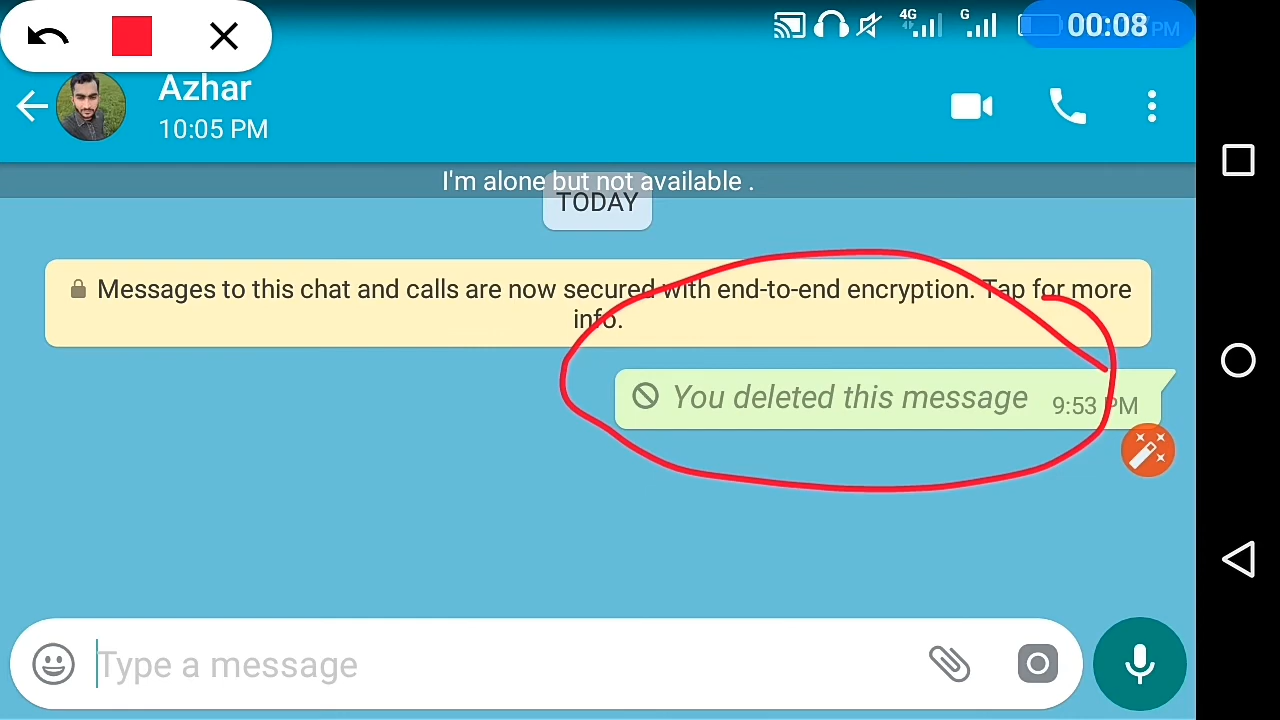 4G G 00:08 PM
Azhar
10:05 PM
I'm alone but not available .
TODAY
Messages to this chat and calls are now secured with end-to-end encryption. Tap for more
info.
You deleted this message 9:53 PM
Type a message